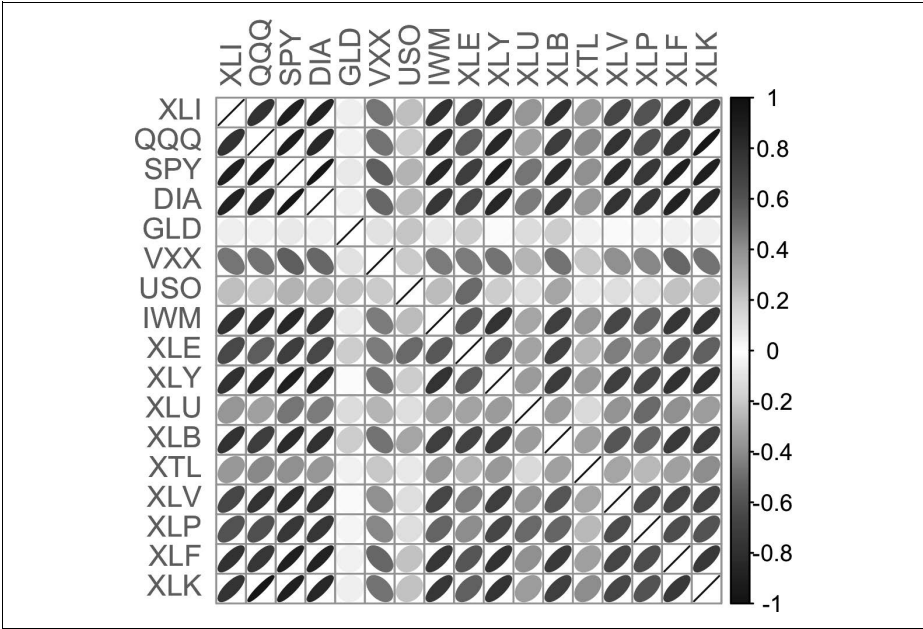 XLI QQQ SPY DIA GLD VXX USO IWM XLE XLY XLU XLB XTL XLV XLP XLF XLK
XLI
QQQ
SPY
DIA
GLD
VXX
USO
IWM
XLE
XLY
XLU
XLB
XTL
XLV
XLP
XLF
XLK
1
0.8
0.6
0.4
0.2
0
-0.2
-0.4
-0.6
-0.8
-1